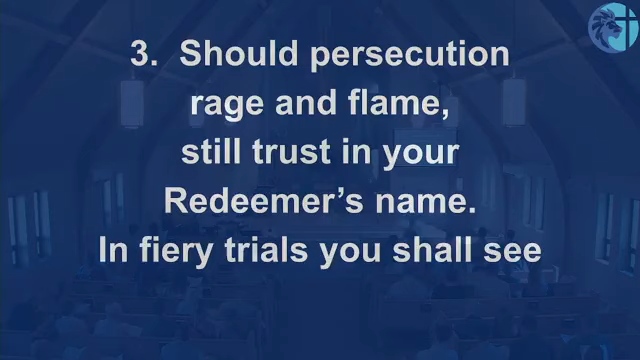 3. Should persecution
rage and flame,
still trust in your
Redeemer's name.
In fiery trials you shall see